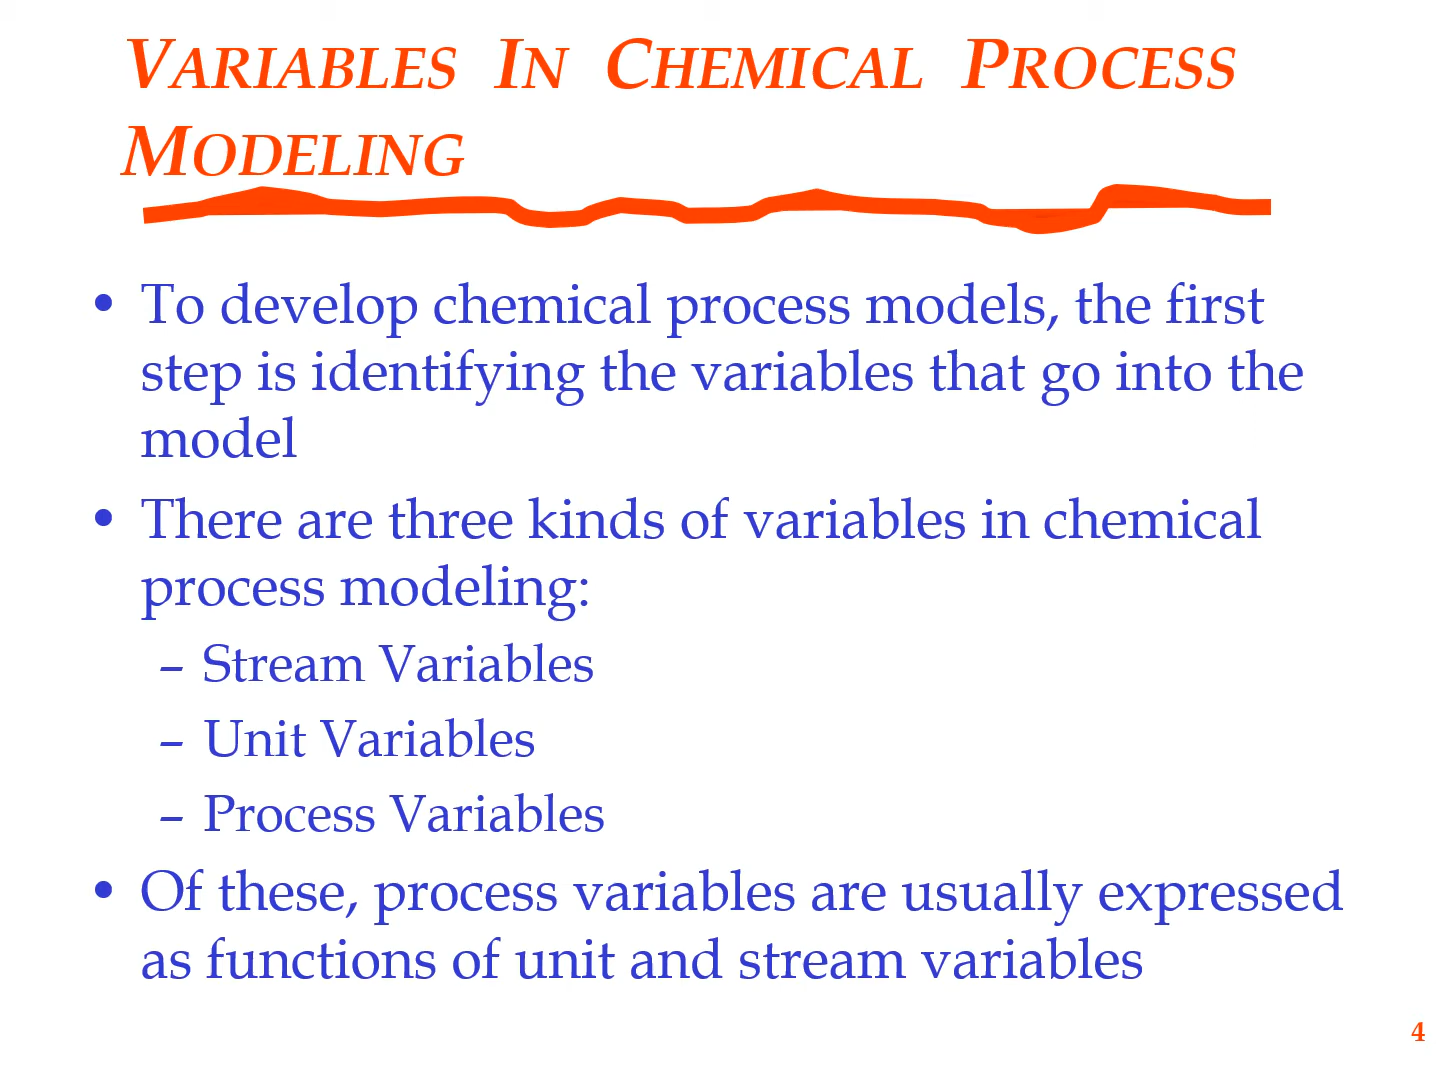 VARIABLES IN CHEMICAL PROCESS
MODELING
• To develop chemical process models, the first
step is identifying the variables that go into the
model
• There are three kinds of variables in chemical
process modeling:
– Stream Variables
– Unit Variables
– Process Variables
• Of these, process variables are usually expressed
as functions of unit and stream variables
4